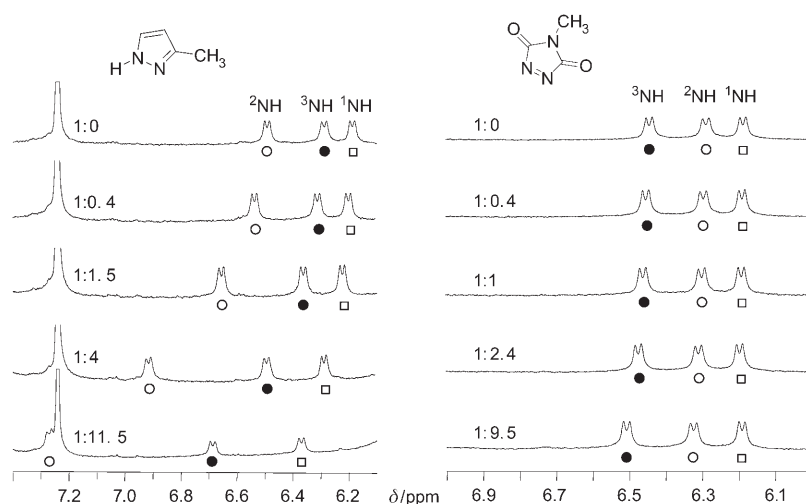 CH₃
H
N
N
CH₃
O
N
N=N
O
²NH ³NH ¹NH
1:0
1:0.4
1:1.5
1:4
1:11.5
7.2 7.0 6.8 6.6 6.4 6.2
³NH ²NH ¹NH
1:0
1:0.4
1:1
1:2.4
1:9.5
6.9 6.7 6.5 6.3 6.1
δ/ppm